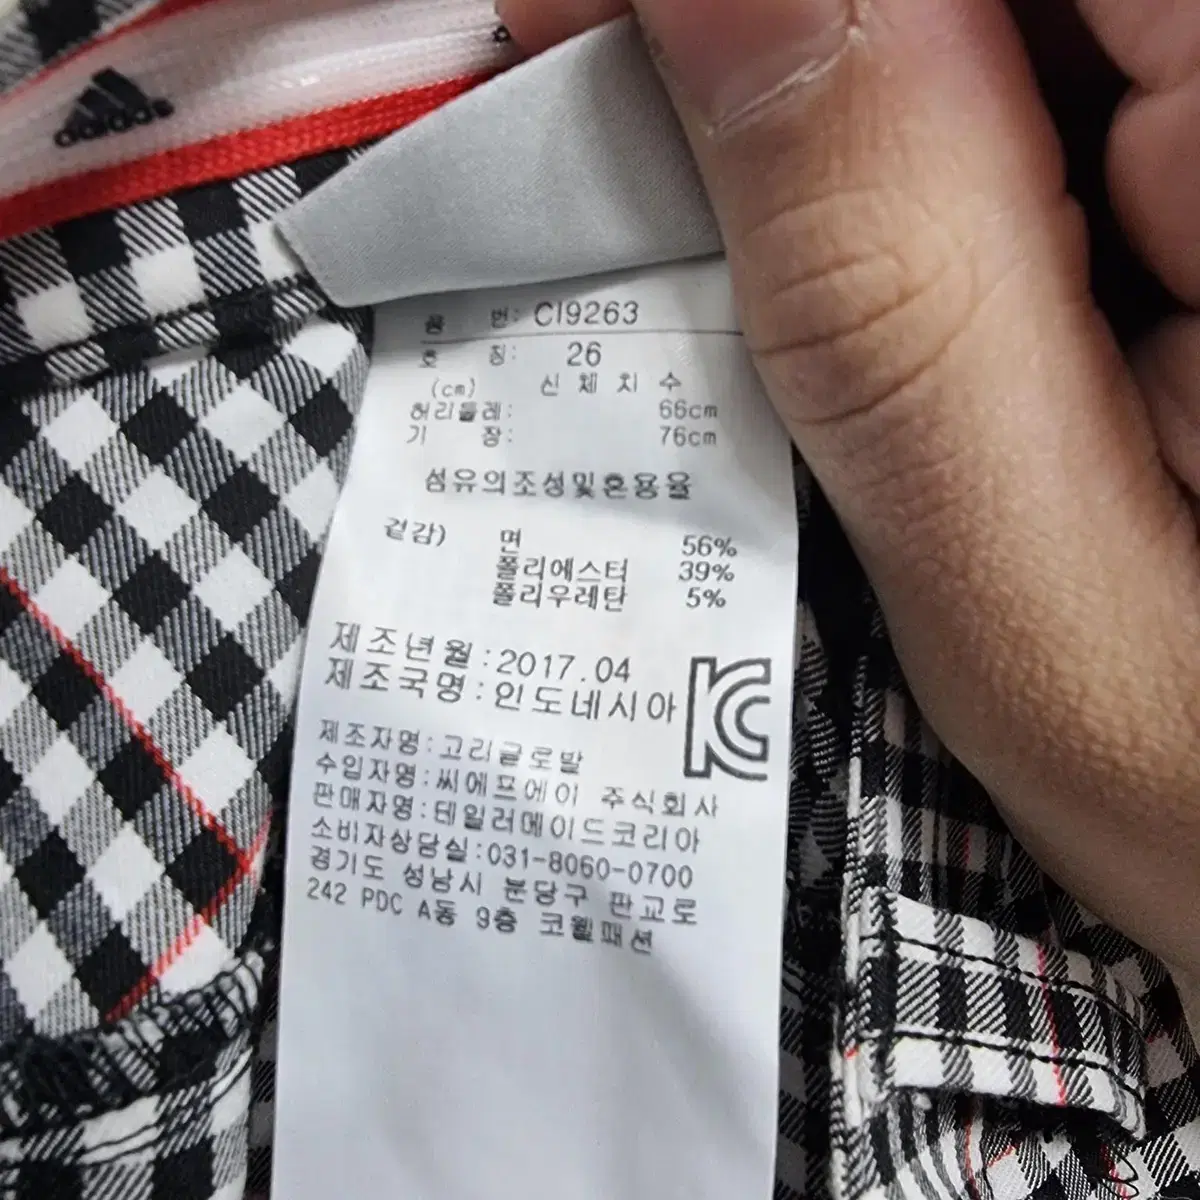 adidas
품 번: CI9263
호 칭: 26
(cm) 신 체 치 수
허리둘레: 66cm
기 장: 76cm
섬유의조성및혼용율
겉감) 면 56%
폴리에스터 39%
폴리우레탄 5%
제조년월:2017.04
제조국명:인도네시아
제조자명:고리글로발
수입자명:씨에프에이 주식회사
판매자명:테일러메이드코리아
소비자상담실:031-8060-0700
경기도 성남시 분당구 판교로
242 PDC A동 9층 코웰패션